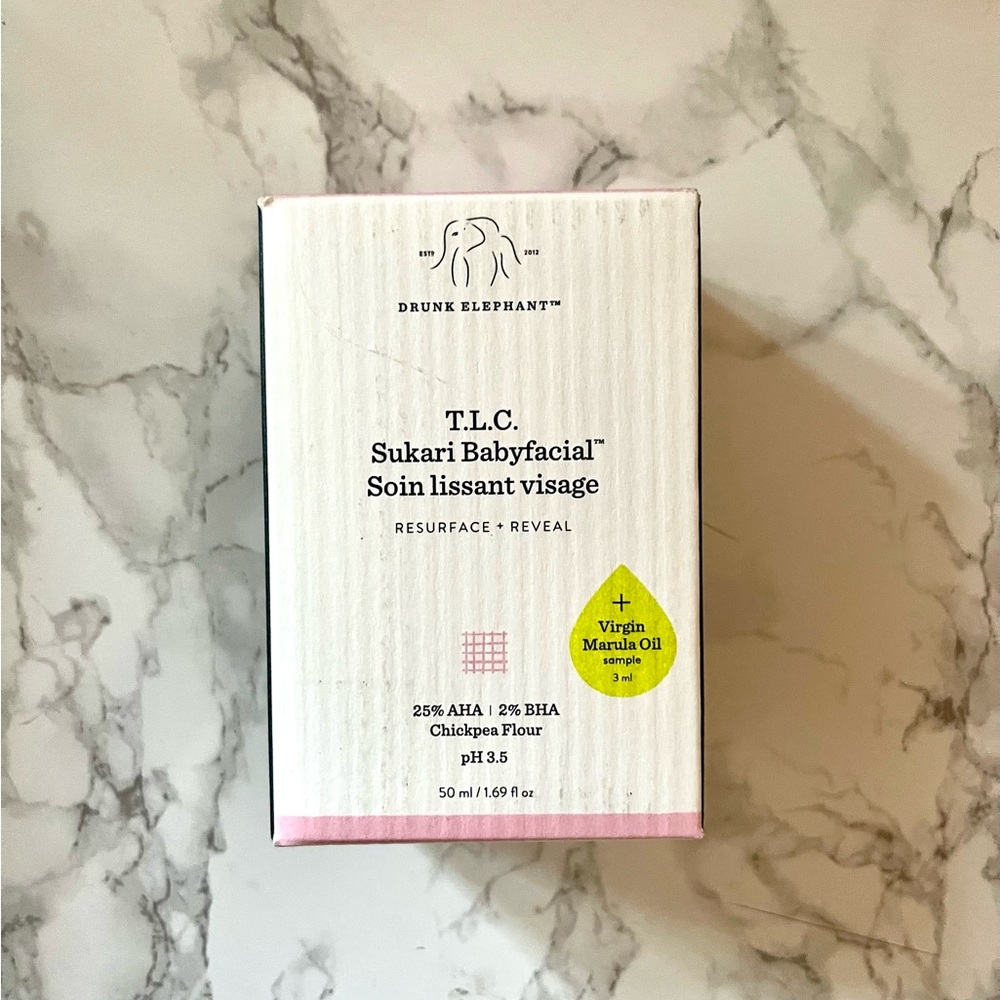 ESTD 2012
DRUNK ELEPHANT™
T.L.C.
Sukari Babyfacial™
Soin lissant visage
RESURFACE + REVEAL
+
Virgin
Marula Oil
sample
3 ml
25% AHA | 2% BHA
Chickpea Flour
pH 3.5
50 ml / 1.69 fl oz